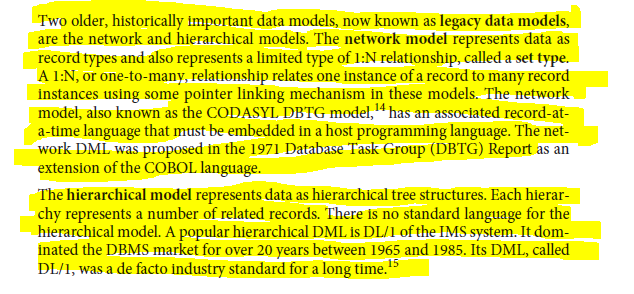 Two older, historically important data models, now known as legacy data models,
are the network and hierarchical models. The network model represents data as
record types and also represents a limited type of 1:N relationship, called a set type.
A 1:N, or one-to-many, relationship relates one instance of a record to many record
instances using some pointer linking mechanism in these models. The network
model, also known as the CODASYL DBTG model,¹⁴ has an associated record-at-
a-time language that must be embedded in a host programming language. The net-
work DML was proposed in the 1971 Database Task Group (DBTG) Report as an
extension of the COBOL language.
The hierarchical model represents data as hierarchical tree structures. Each hierar-
chy represents a number of related records. There is no standard language for the
hierarchical model. A popular hierarchical DML is DL/1 of the IMS system. It dom-
inated the DBMS market for over 20 years between 1965 and 1985. Its DML, called
DL/1, was a de facto industry standard for a long time.¹⁵